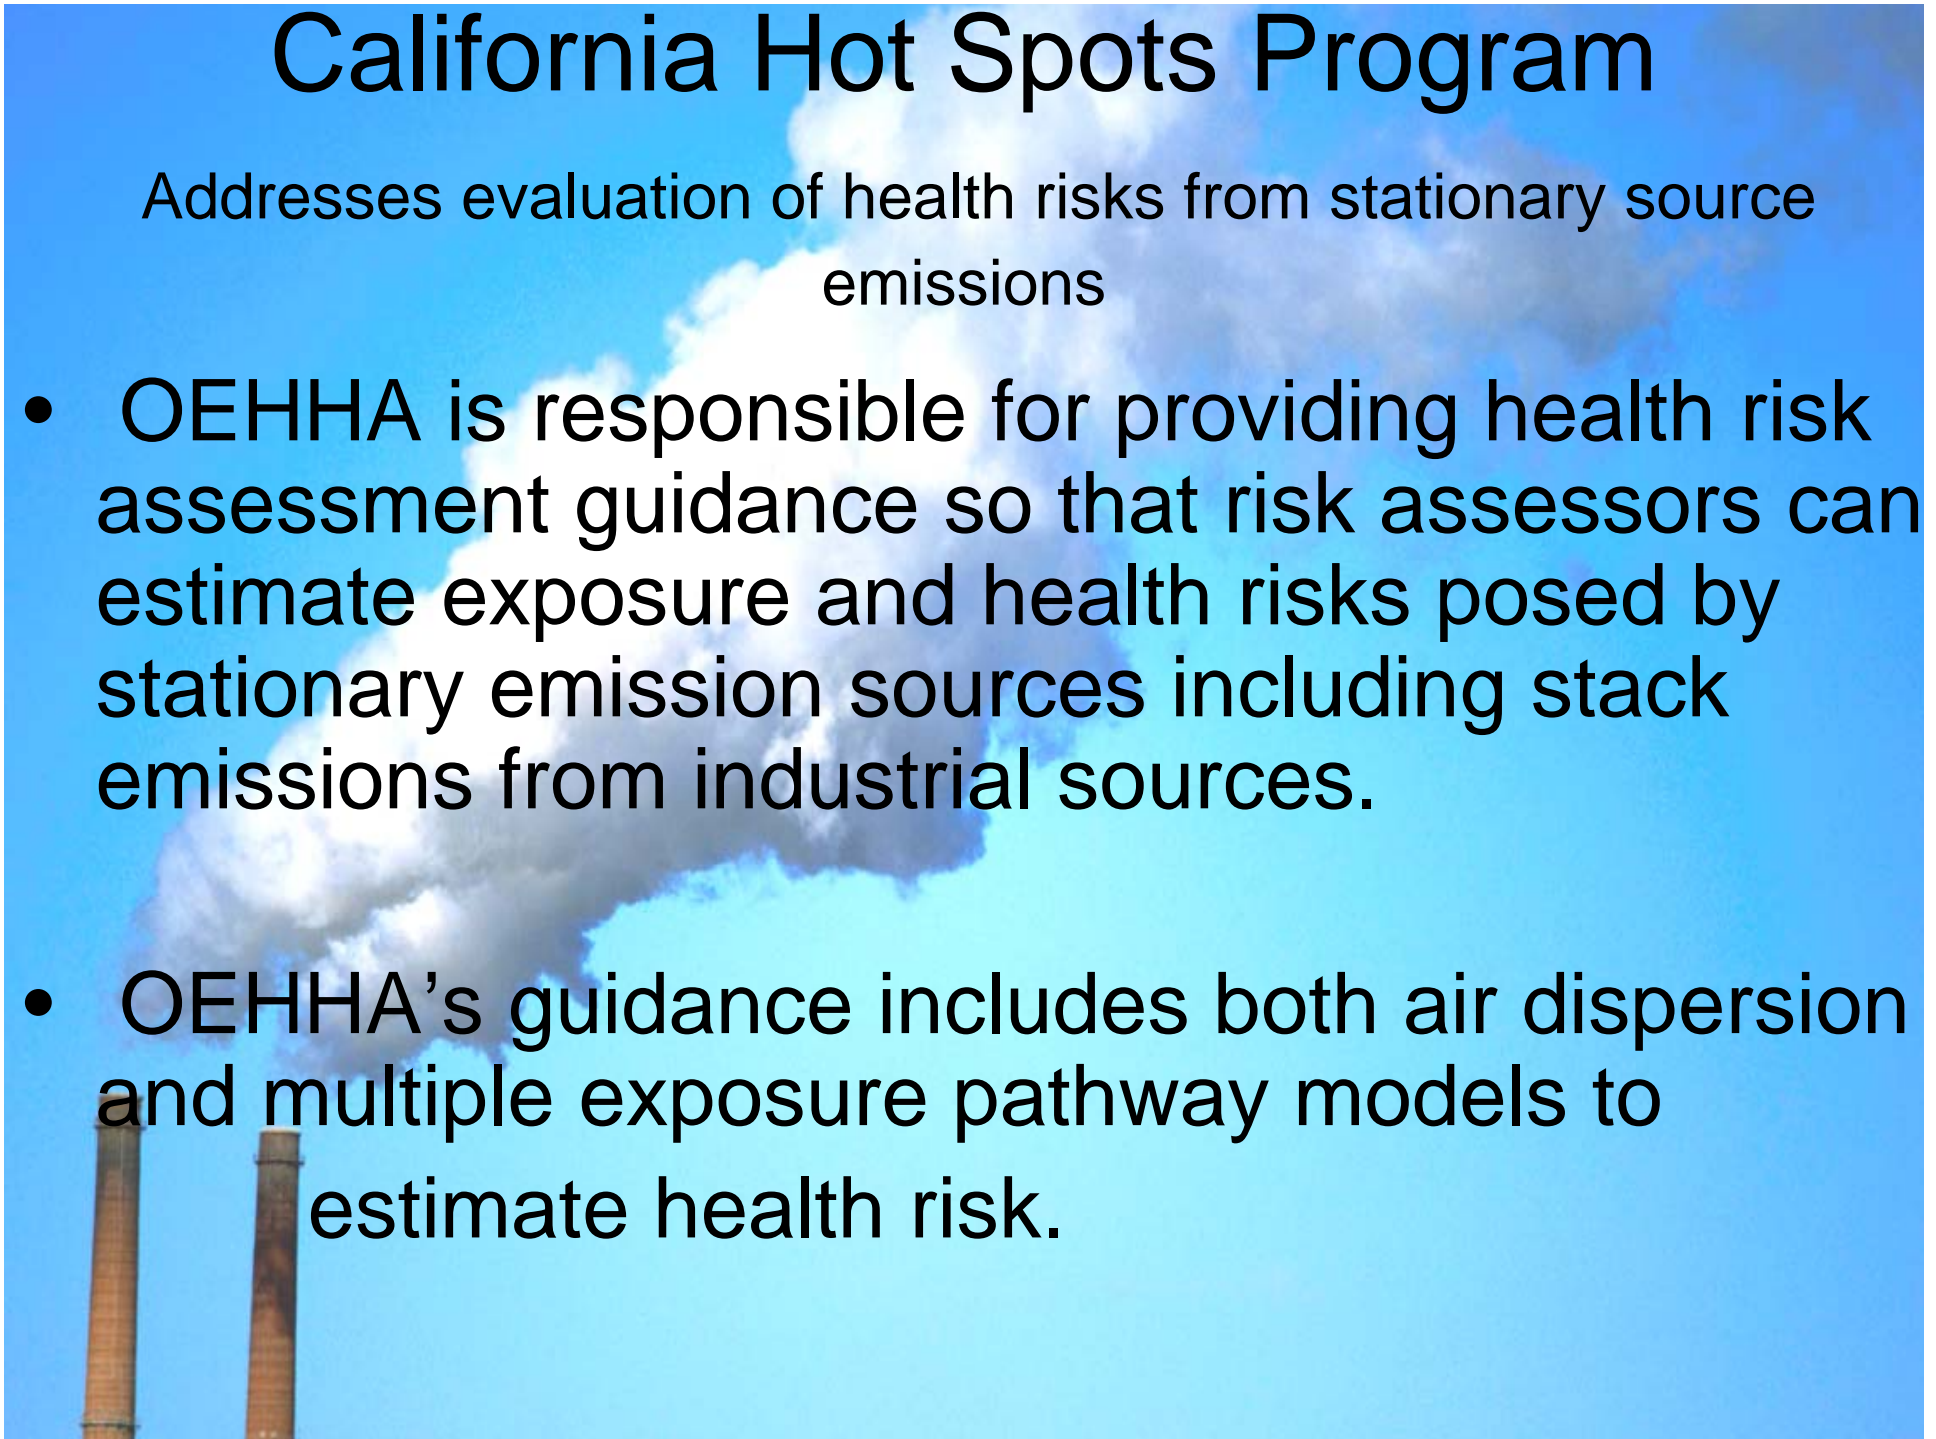 California Hot Spots Program
Addresses evaluation of health risks from stationary source
emissions
• OEHHA is responsible for providing health risk
assessment guidance so that risk assessors can
estimate exposure and health risks posed by
stationary emission sources including stack
emissions from industrial sources.
• OEHHA’s guidance includes both air dispersion
and multiple exposure pathway models to
estimate health risk.